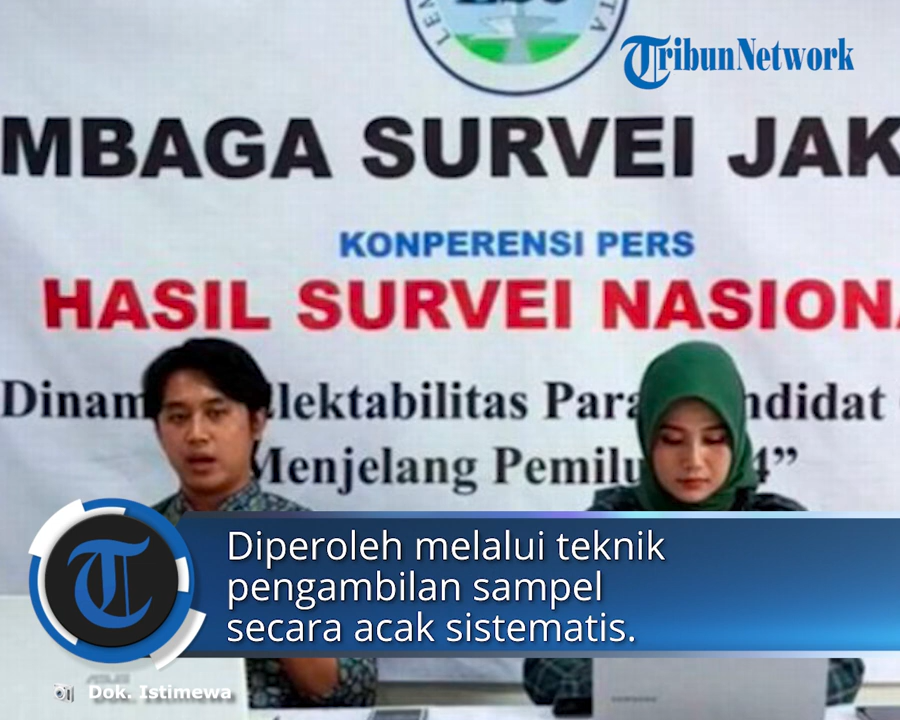 TribunNetwork
MBAGA SURVEI JAK
KONPERENSI PERS
HASIL SURVEI NASIONA
Dinam lektabilitas Para ndidat
Menjelang Pemilu 4”
Diperoleh melalui teknik
pengambilan sampel
secara acak sistematis.
Dok. Istimewa